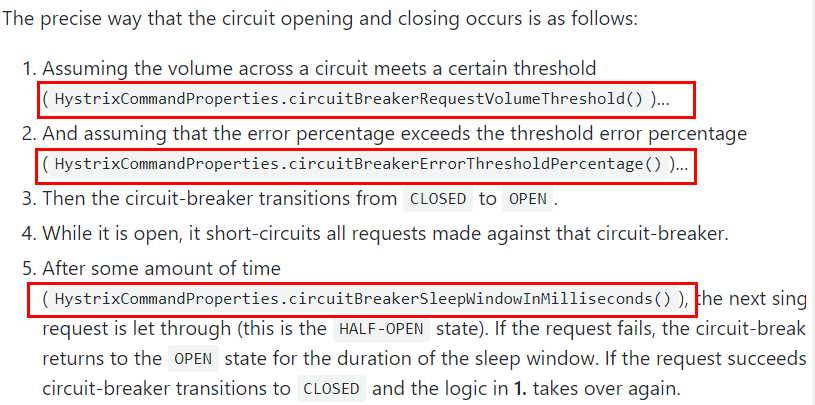 The precise way that the circuit opening and closing occurs is as follows:
1. Assuming the volume across a circuit meets a certain threshold
( HystrixCommandProperties.circuitBreakerRequestVolumeThreshold() )...
2. And assuming that the error percentage exceeds the threshold error percentage
( HystrixCommandProperties.circuitBreakerErrorThresholdPercentage() )...
3. Then the circuit-breaker transitions from CLOSED to OPEN .
4. While it is open, it short-circuits all requests made against that circuit-breaker.
5. After some amount of time
( HystrixCommandProperties.circuitBreakerSleepWindowInMilliseconds() ), the next sing
request is let through (this is the HALF-OPEN state). If the request fails, the circuit-break
returns to the OPEN state for the duration of the sleep window. If the request succeeds
circuit-breaker transitions to CLOSED and the logic in 1. takes over again.